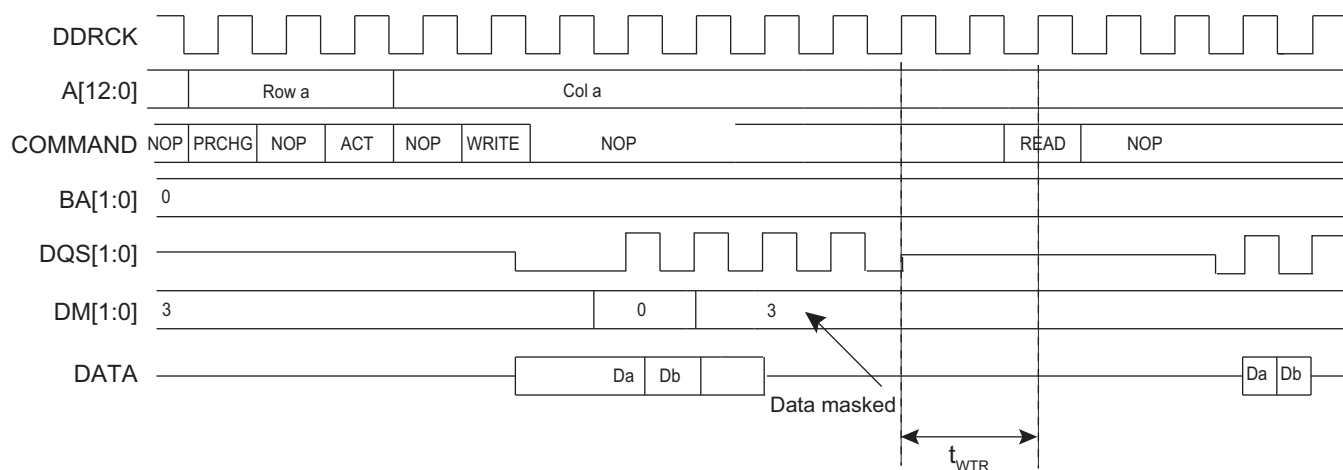 DDRCK
A[12:0] Row a Col a
COMMAND NOP PRCHG NOP ACT NOP WRITE NOP READ NOP
BA[1:0] 0
DQS[1:0]
DM[1:0] 3 0 3
DATA Da Db Da Db
Data masked
tWTR